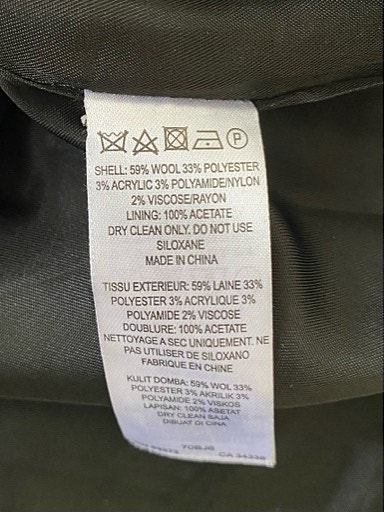 P
SHELL: 59% WOOL 33% POLYESTER
3% ACRYLIC 3% POLYAMIDE/NYLON
2% VISCOSE/RAYON
LINING: 100% ACETATE
DRY CLEAN ONLY. DO NOT USE
SILOXANE
MADE IN CHINA
TISSU EXTERIEUR: 59% LAINE 33%
POLYESTER 3% ACRYLIQUE 3%
POLYAMIDE 2% VISCOSE
DOUBLURE: 100% ACETATE
NETTOYAGE A SEC UNIQUEMENT. NE
PAS UTILISER DE SILOXANO
FABRIQUE EN CHINE
KULIT DOMBA: 59% WOL 33%
POLYESTER 3% AKRILIK 3%
POLYAMIDE 2% VISKOS
LAPISAN: 100% ASETAT
DRY CLEAN SAJA
DIBUAT DI CINA
CA